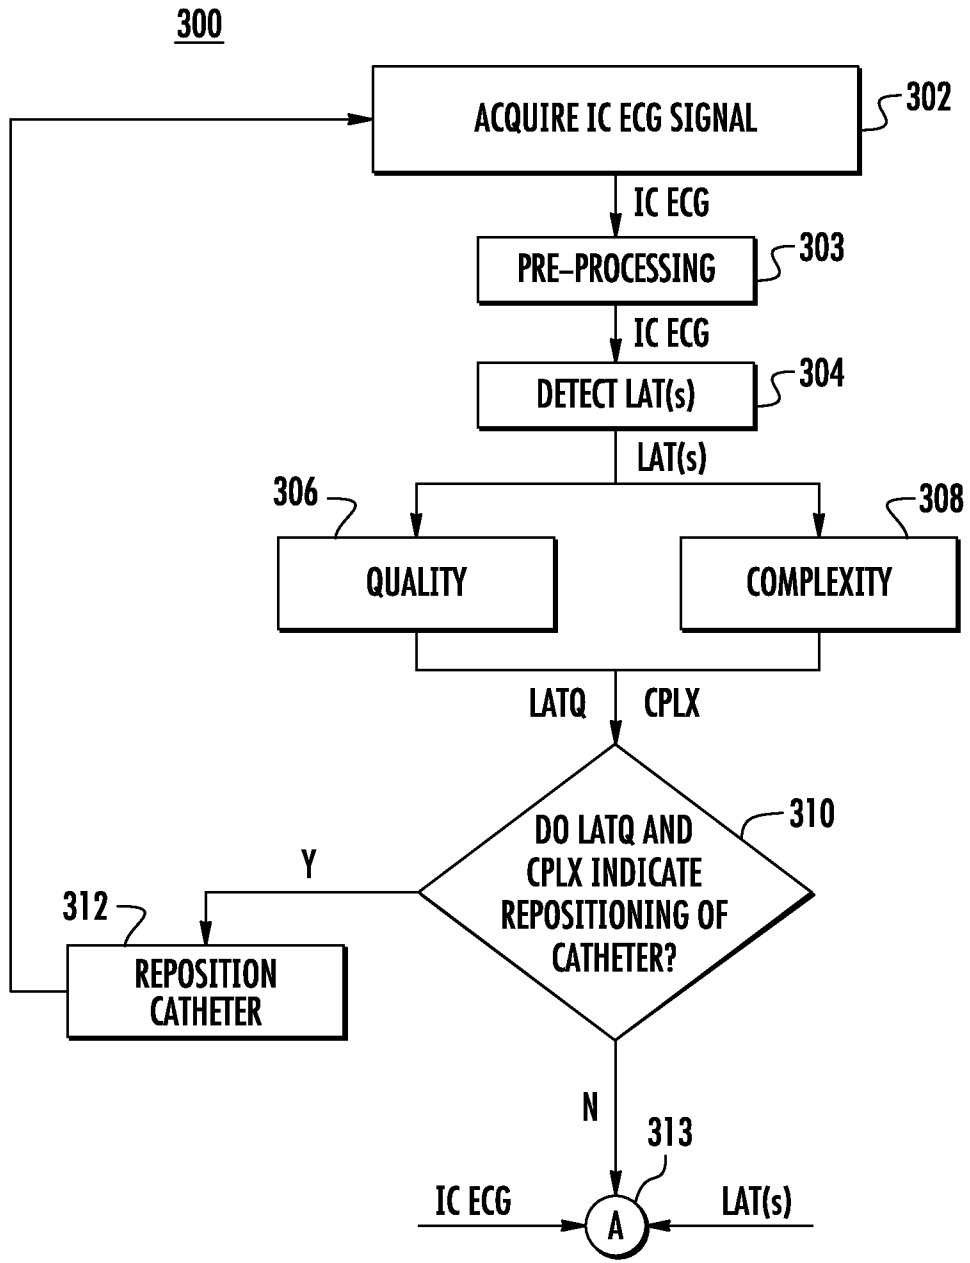 300
ACQUIRE IC ECG SIGNAL
302
IC ECG
PRE–PROCESSING
303
IC ECG
DETECT LAT(s)
304
LAT(s)
306
308
QUALITY
COMPLEXITY
LATQ
CPLX
DO LATQ AND
CPLX INDICATE
REPOSITIONING OF
CATHETER?
310
Y
312
REPOSITION
CATHETER
N
313
IC ECG
A
LAT(s)